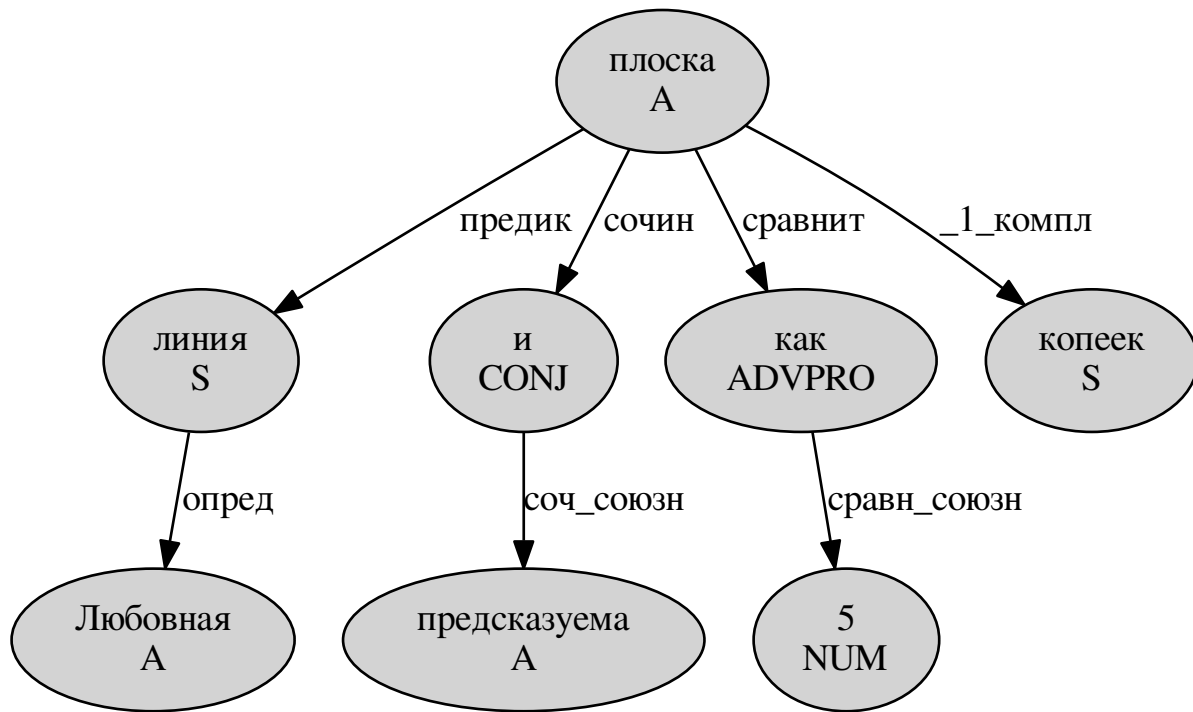 плоска
A
предик
сочин
сравнит
_1_компл
линия
S
и
CONJ
как
ADVPRO
копеек
S
опред
соч_союзн
сравн_союзн
Любовная
A
предсказуема
A
5
NUM